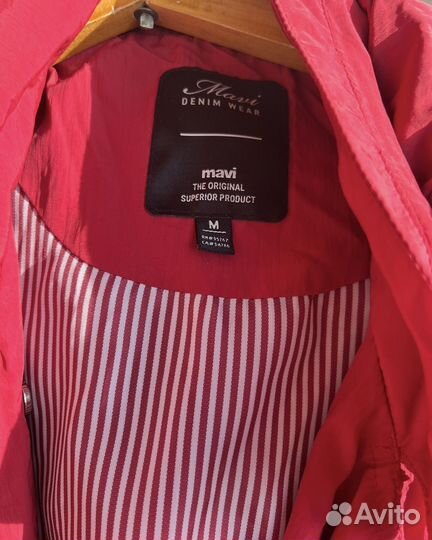 Mavi
DENIM WEAR
mavi
THE ORIGINAL
SUPERIOR PRODUCT
M
Avito